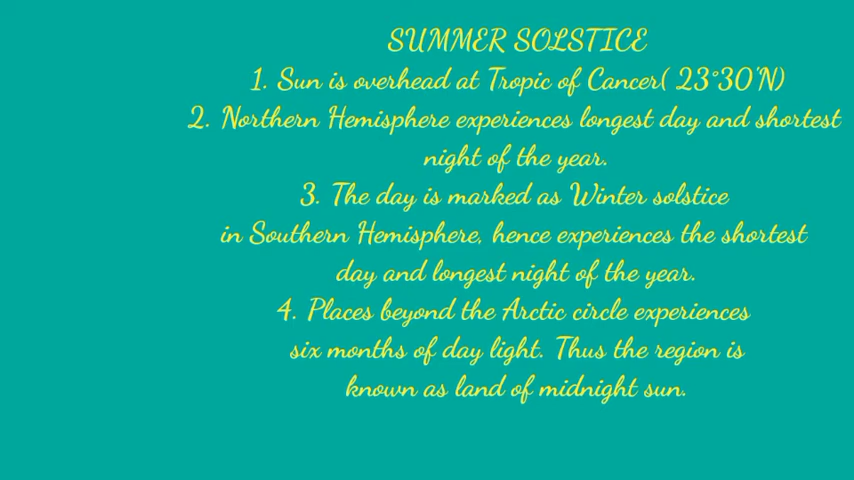 SUMMER SOLSTICE
1. Sun is overhead at Tropic of Cancer( 23°30'N)
2. Northern Hemisphere experiences longest day and shortest
night of the year.
3. The day is marked as Winter solstice
in Southern Hemisphere, hence experiences the shortest
day and longest night of the year.
4. Places beyond the Arctic circle experiences
six months of day light. Thus the region is
known as land of midnight sun.